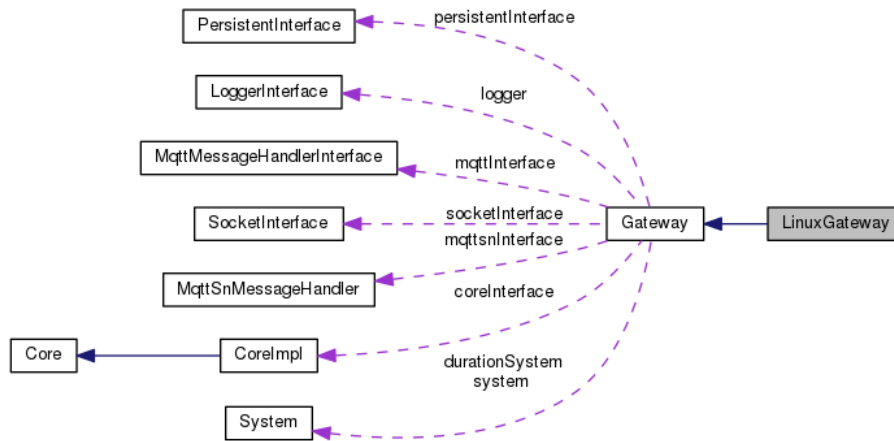 PersistentInterface
persistentInterface
LoggerInterface
logger
MqttMessageHandlerInterface
mqttInterface
SocketInterface
socketInterface
Gateway
LinuxGateway
mqttsnInterface
MqttSnMessageHandler
coreInterface
Core
CoreImpl
durationSystem
system
System